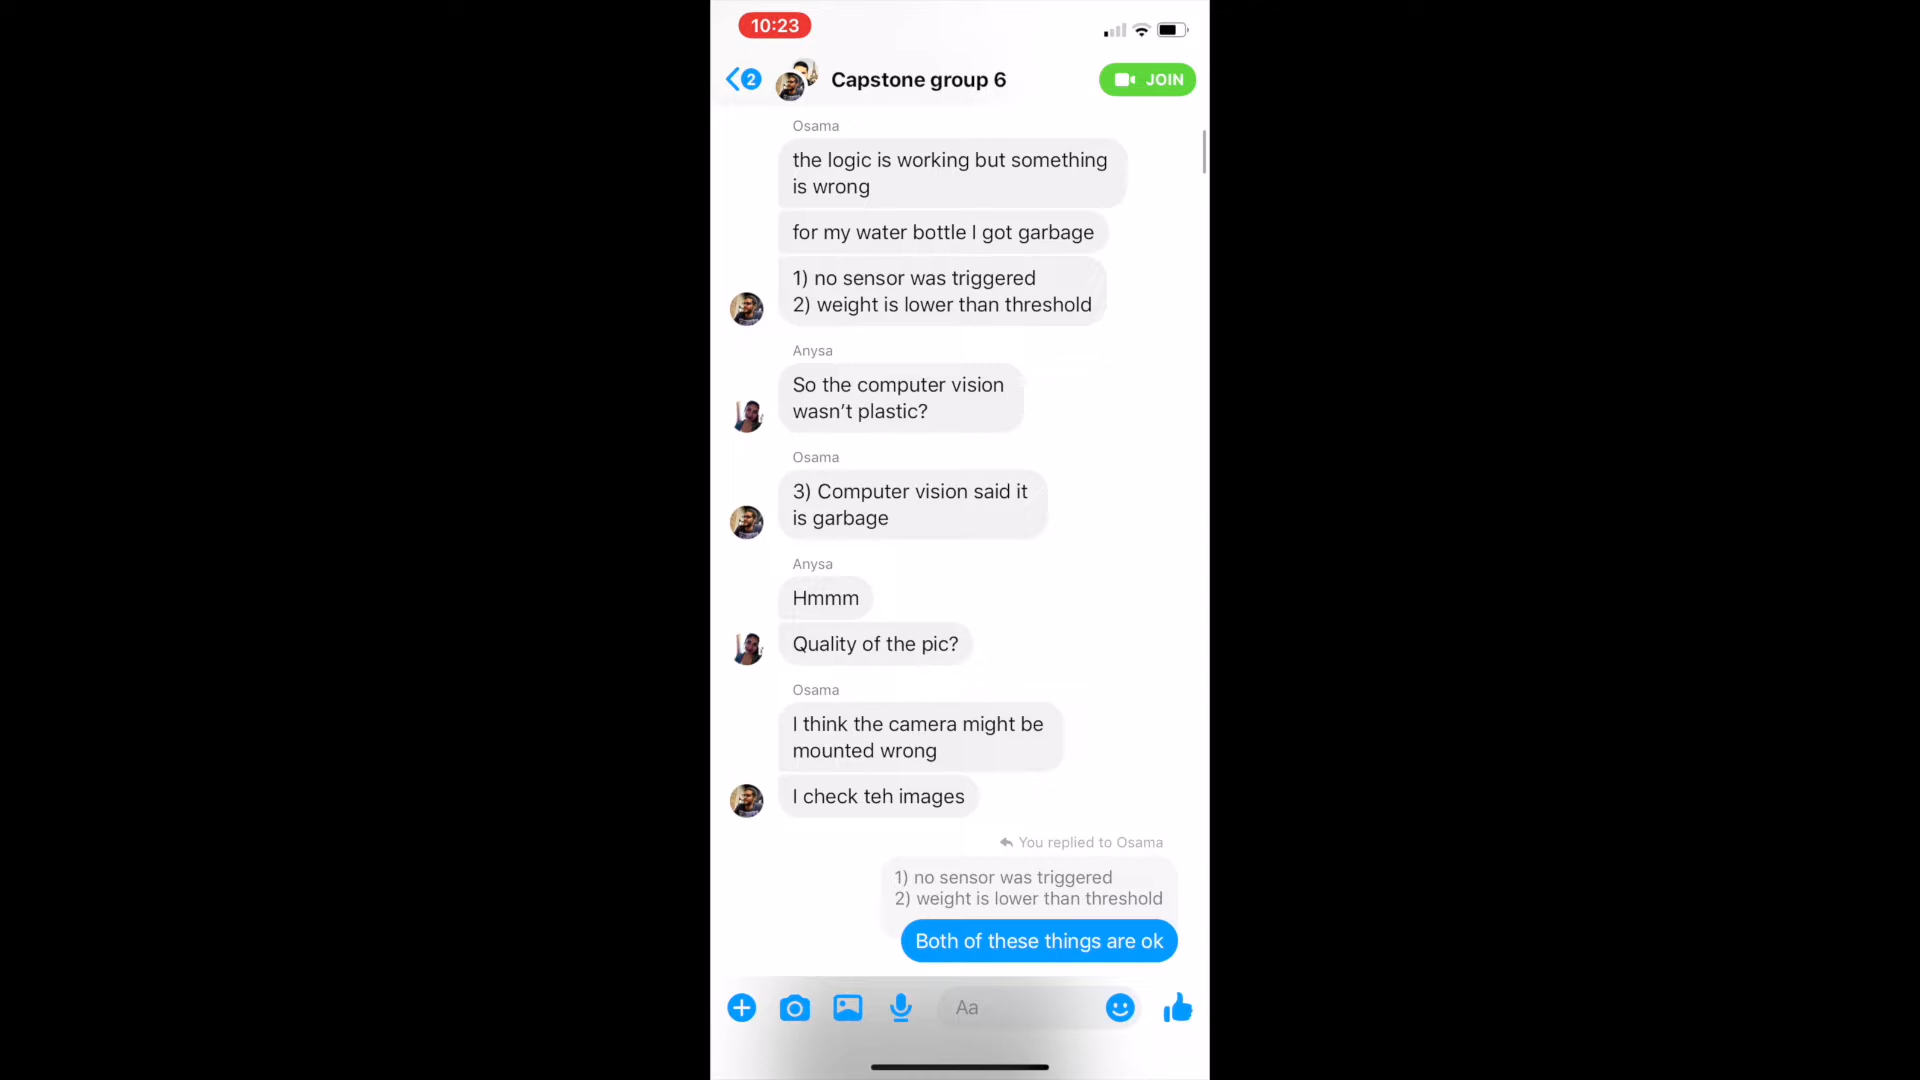 10:23
2
Capstone group 6
JOIN
Osama
the logic is working but something
is wrong
for my water bottle I got garbage
1) no sensor was triggered
2) weight is lower than threshold
Anysa
So the computer vision
wasn't plastic?
Osama
3) Computer vision said it
is garbage
Anysa
Hmmm
Quality of the pic?
Osama
I think the camera might be
mounted wrong
I check teh images
You replied to Osama
1) no sensor was triggered
2) weight is lower than threshold
Both of these things are ok
Aa